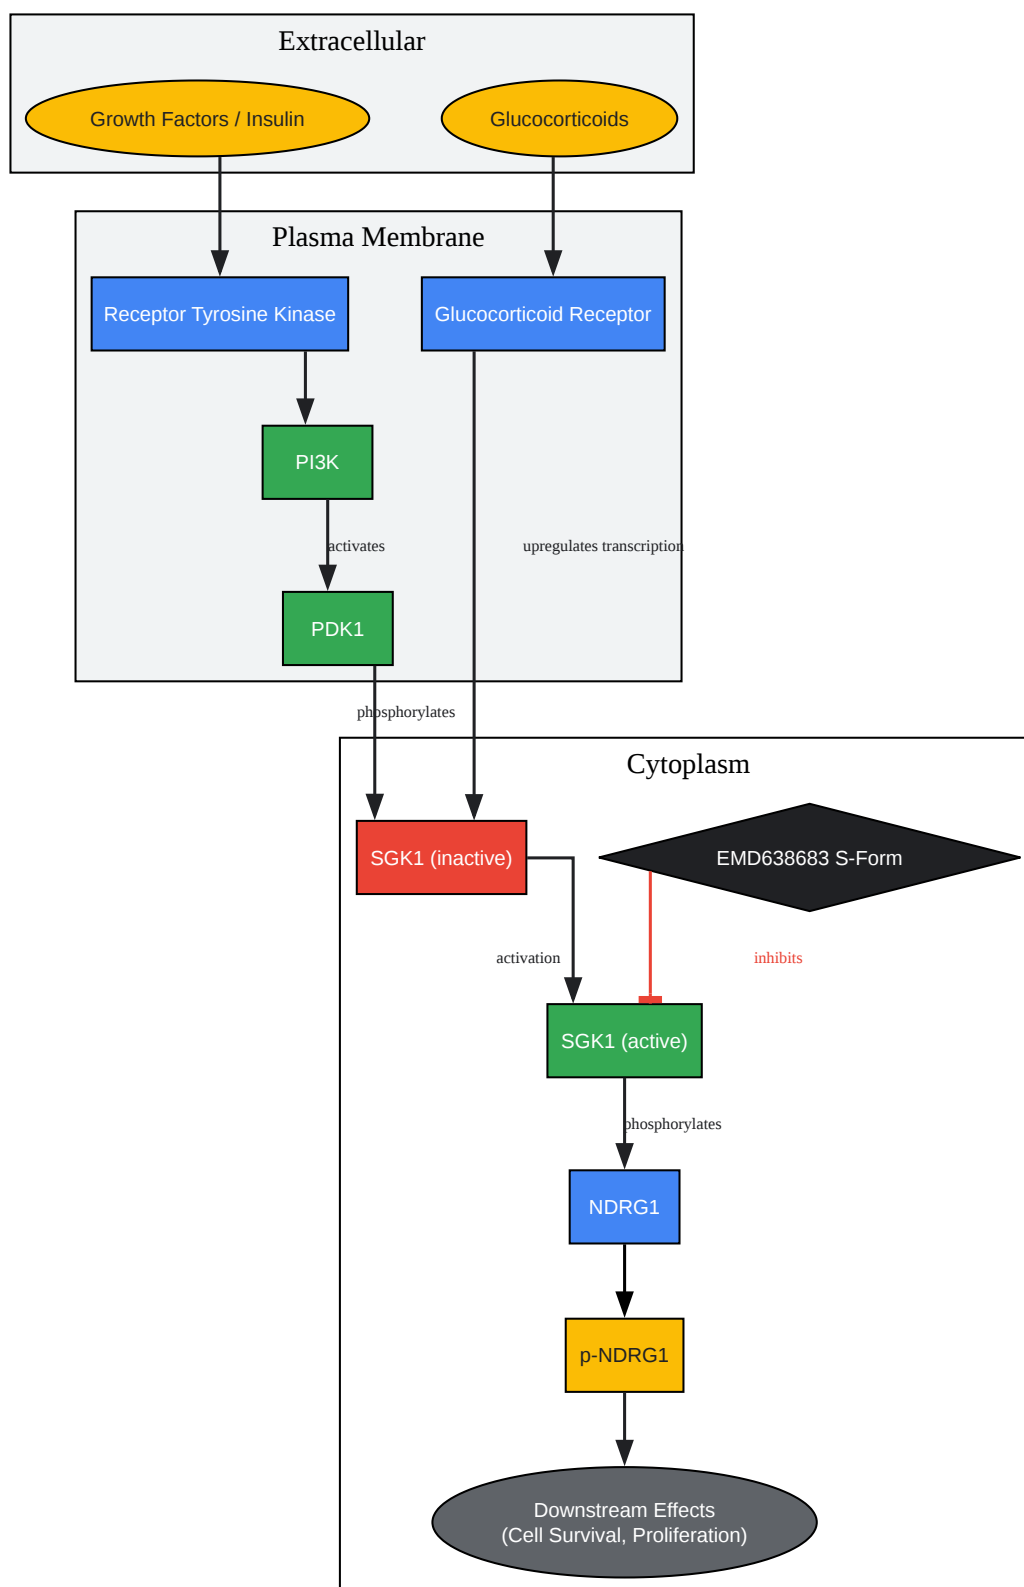 Extracellular
Growth Factors / Insulin
Glucocorticoids
Plasma Membrane
Receptor Tyrosine Kinase
Glucocorticoid Receptor
PI3K
activates
upregulates transcription
PDK1
phosphorylates
Cytoplasm
SGK1 (inactive)
EMD638683 S-Form
activation
inhibits
SGK1 (active)
phosphorylates
NDRG1
p-NDRG1
Downstream Effects
(Cell Survival, Proliferation)